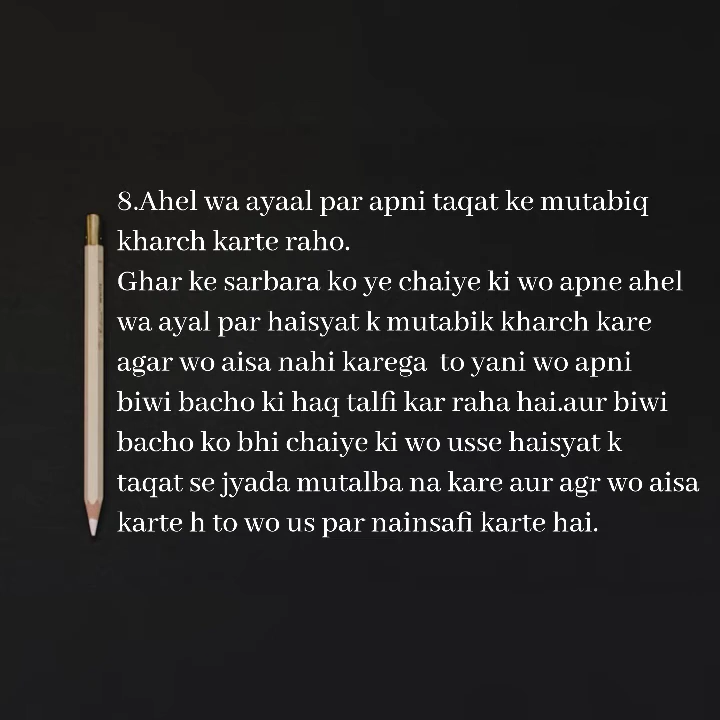 8.Ahel wa ayaal par apni taqat ke mutabiq
kharch karte raho.
Ghar ke sarbara ko ye chaiye ki wo apne ahel
wa ayal par haisyat k mutabik kharch kare
agar wo aisa nahi karega  to yani wo apni
biwi bacho ki haq talfi kar raha hai.aur biwi
bacho ko bhi chaiye ki wo usse haisyat k
taqat se jyada mutalba na kare aur agr wo aisa
karte h to wo us par nainsafi karte hai.